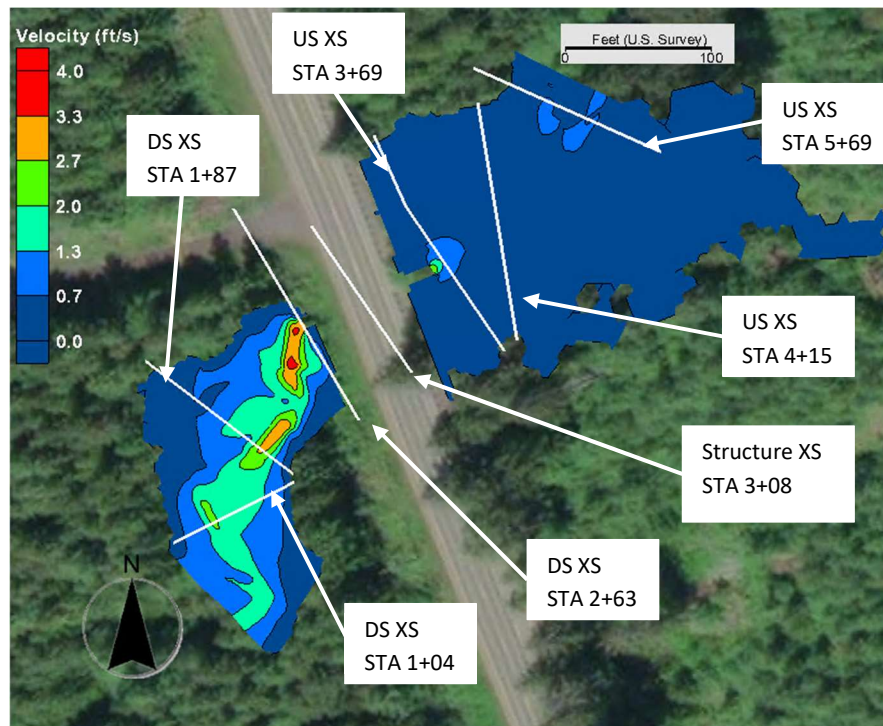 Velocity (ft/s)
4.0
3.3
2.7
2.0
1.3
0.7
0.0
US XS
STA 3+69
Feet (U.S. Survey)
0
100
DS XS
STA 1+87
US XS
STA 5+69
US XS
STA 4+15
Structure XS
STA 3+08
DS XS
STA 2+63
DS XS
STA 1+04
N